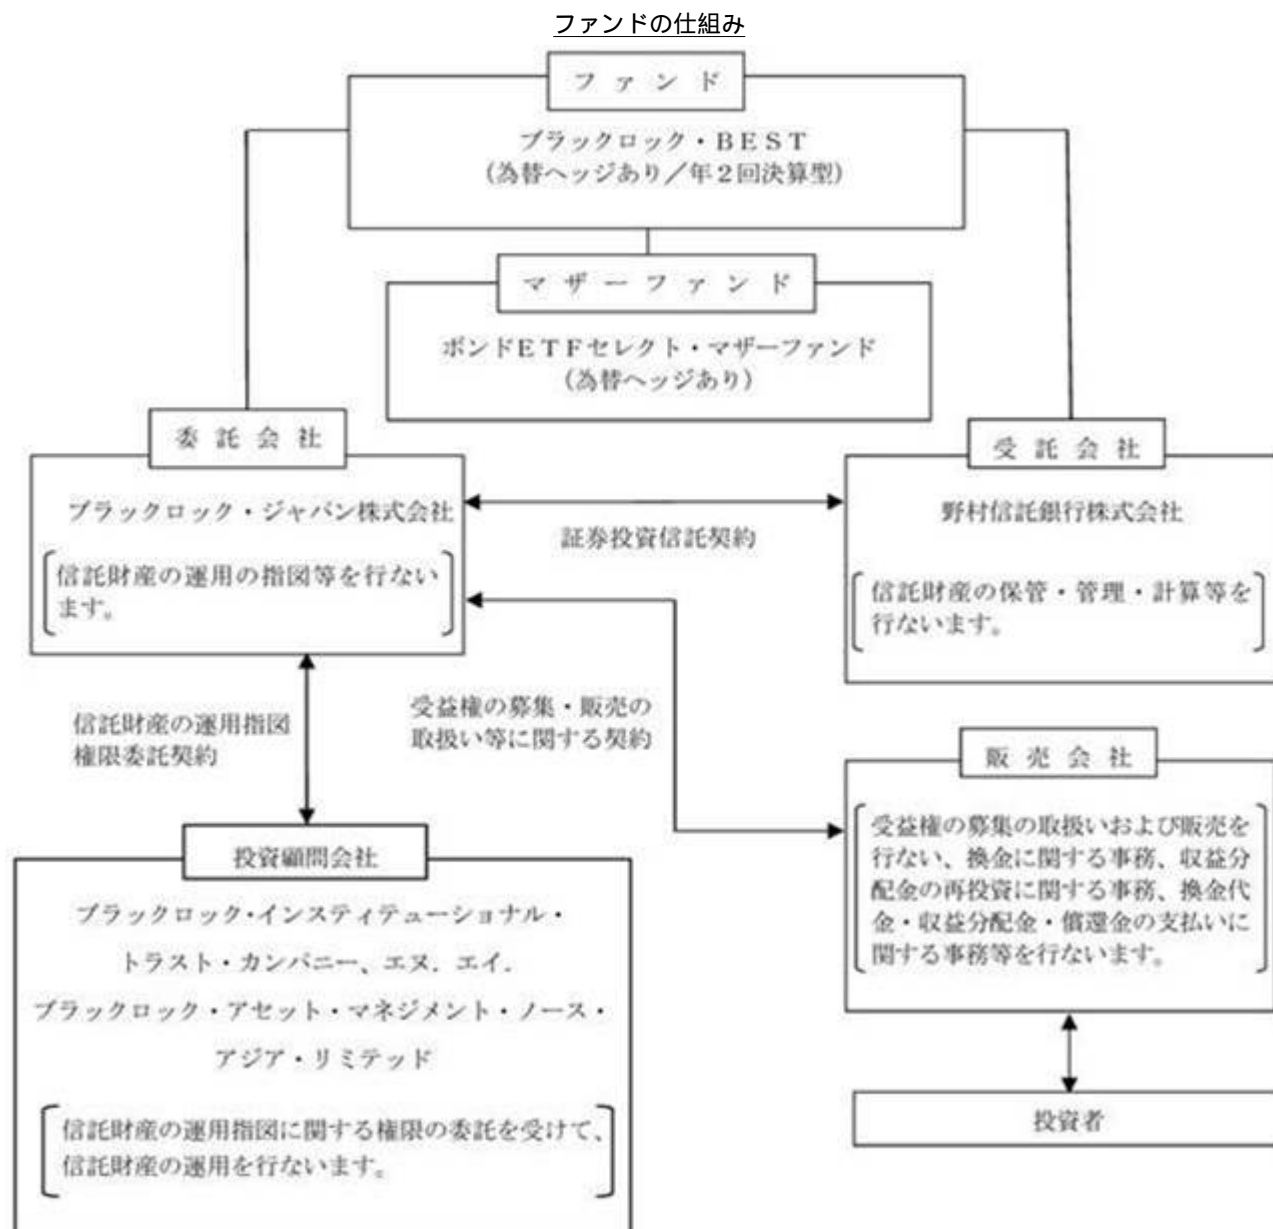 ファンドの仕組み
ファンド
ブラックロック・BEST
(為替ヘッジあり/年2回決算型)
マザーファンド
ボンドETFセレクト・マザーファンド
(為替ヘッジあり)
委託会社
ブラックロック・ジャパン株式会社
信託財産の運用の指図等を行ない
ます。
証券投資信託契約
受託会社
野村信託銀行株式会社
信託財産の保管・管理・計算等を
行ないます。
信託財産の運用指図
権限委託契約
受益権の募集・販売の
取扱い等に関する契約
販売会社
受益権の募集の取扱いおよび販売を
行ない、換金に関する事務、収益分
配金の再投資に関する事務、換金代
金・収益分配金・償還金の支払いに
関する事務等を行ないます。
投資顧問会社
ブラックロック・インスティテューショナル・
トラスト・カンパニー、エヌ.エイ.
ブラックロック・アセット・マネジメント・ノース・
アジア・リミテッド
信託財産の運用指図に関する権限の委託を受けて、
信託財産の運用を行ないます。
投資者